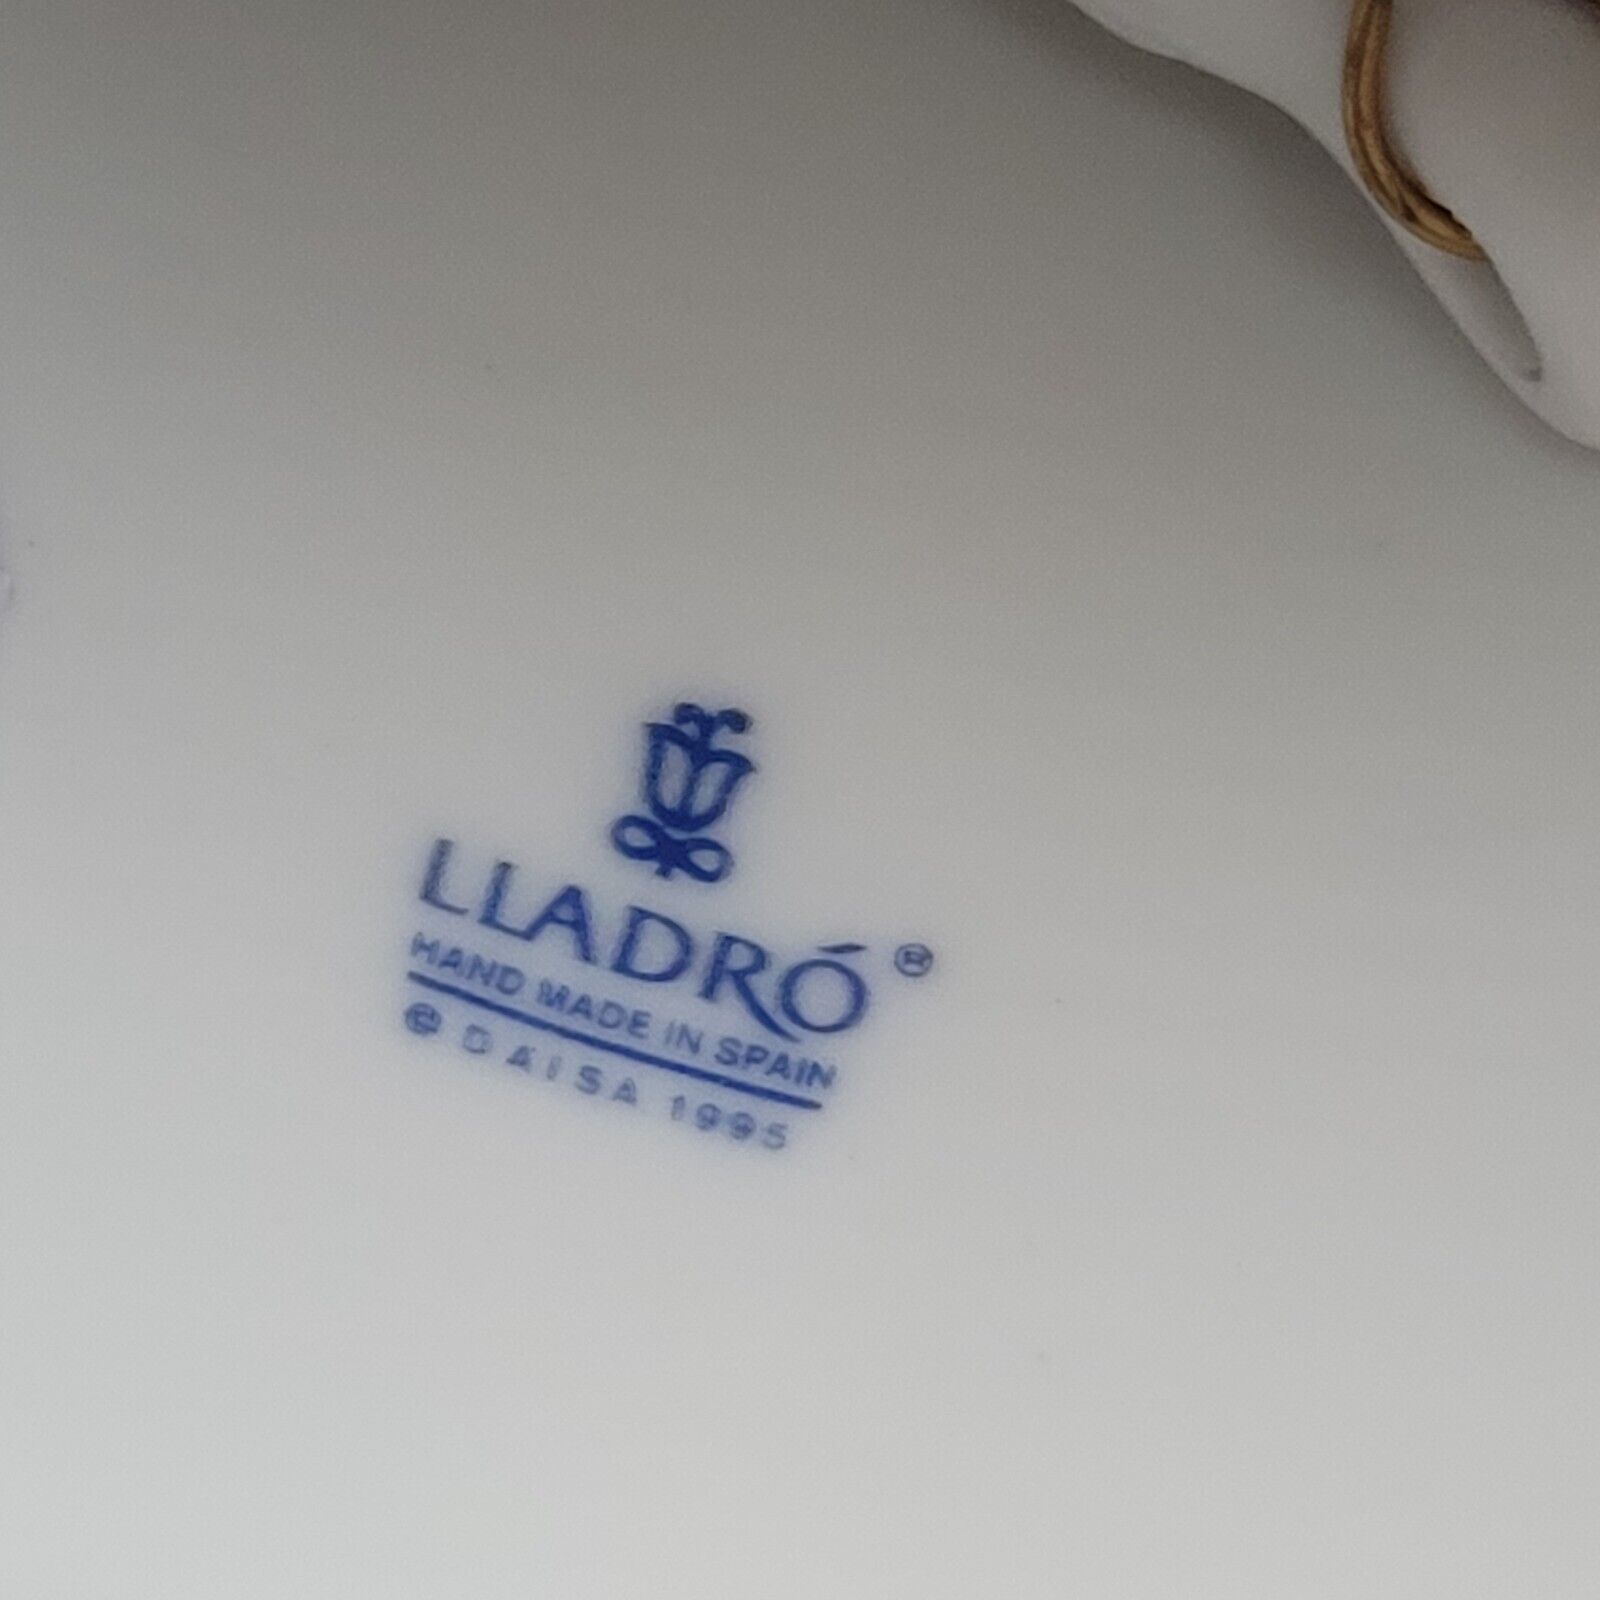 LLADRÓ ®
HAND MADE IN SPAIN
© DAISA 1995